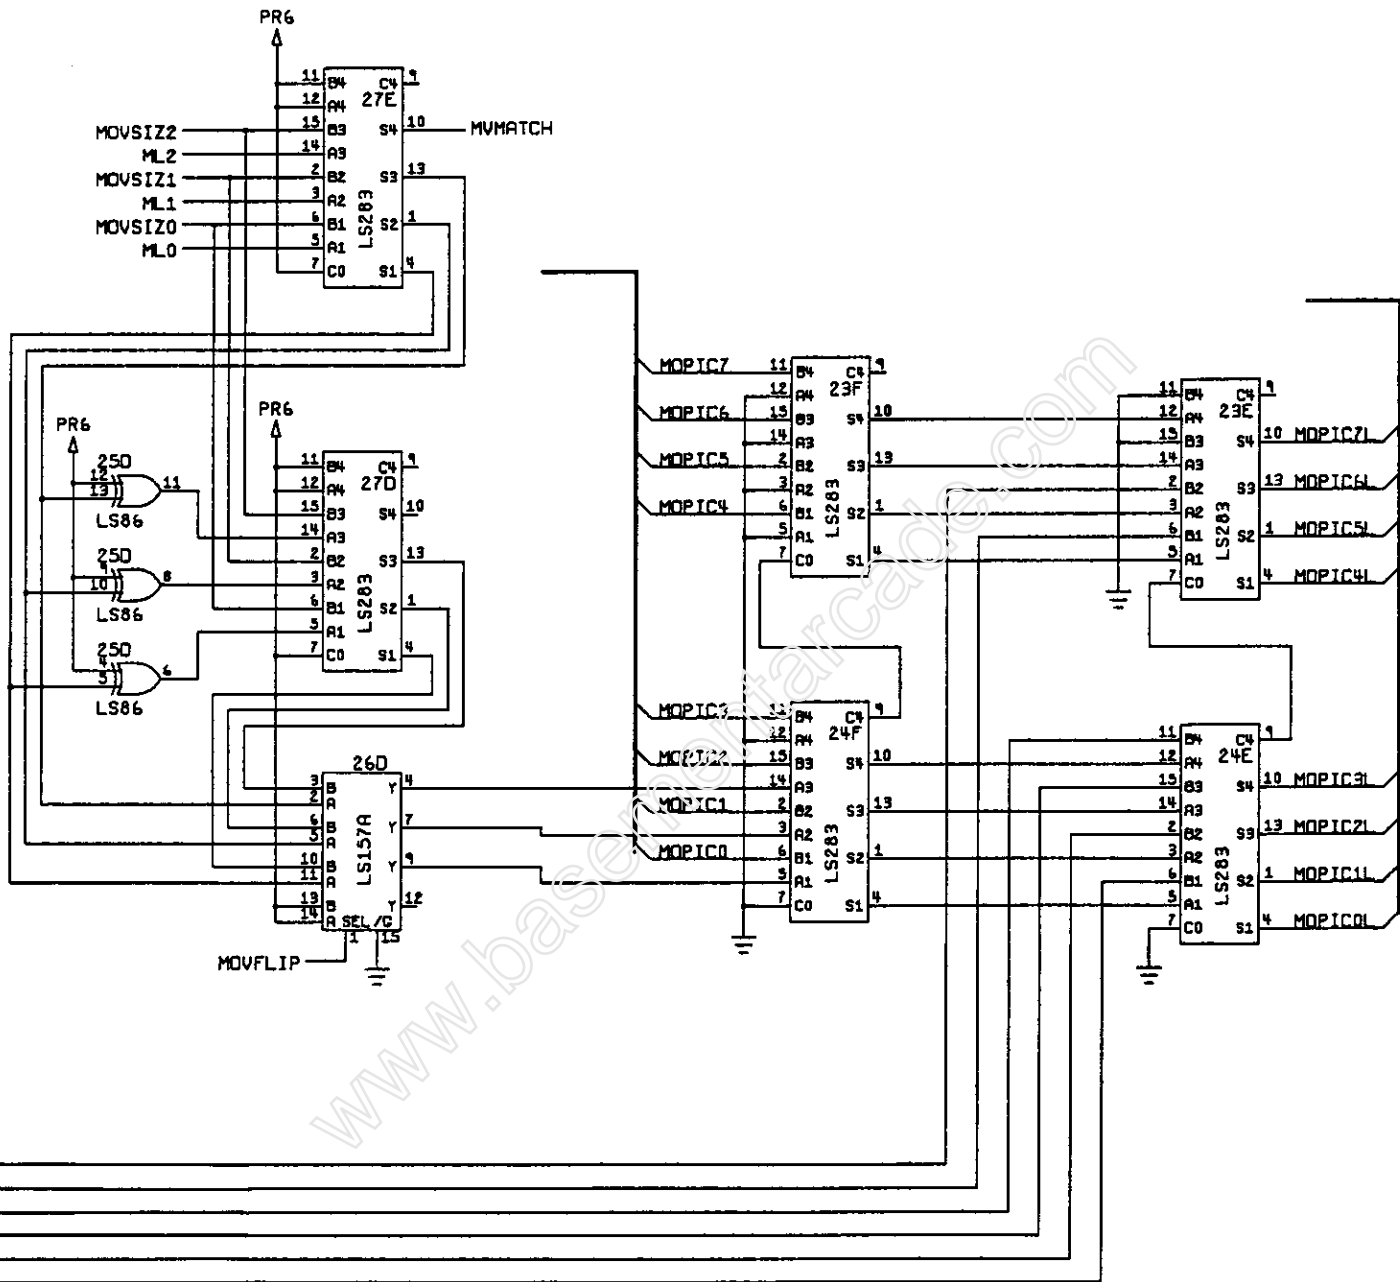 PR6
11 B4 C4 9
12 A4 27E
MOVSIZ2 15 B3 S4 10 MVMATCH
ML2 14 A3
MOVSIZ1 2 B2 S3 13
ML1 3 A2
MOVSIZ0 6 B1 S2 1
ML0 5 A1
7 C0 S1 4
LS283
PR6
PR6
11 B4 C4 9
12 A4 27D
15 B3 S4 10
14 A3
2 B2 S3 13
3 A2
6 B1 S2 1
5 A1
7 C0 S1 4
LS283
25D
12
13
11
LS86
25D
9
10
8
LS86
25D
4
5
6
LS86
26D
3 B Y 4
2 A
6 B Y 7
5 A
10 B Y 9
11 A
13 B Y 12
14 A SEL /G
1 15
LS157A
MOVFLIP
MOPIC7 11 B4 C4 9
12 A4 23F
MOPIC6 15 B3 S4 10
14 A3
MOPIC5 2 B2 S3 13
3 A2
MOPIC4 6 B1 S2 1
5 A1
7 C0 S1 4
LS283
MOPIC3 11 B4 C4 9
12 A4 24F
MOPIC2 15 B3 S4 10
14 A3
MOPIC1 2 B2 S3 13
3 A2
MOPIC0 6 B1 S2 1
5 A1
7 C0 S1 4
LS283
11 B4 C4 9
12 A4 23E
15 B3 S4 10 MOPIC7L
14 A3
2 B2 S3 13 MOPIC6L
3 A2
6 B1 S2 1 MOPIC5L
5 A1
7 C0 S1 4 MOPIC4L
LS283
11 B4 C4 9
12 A4 24E
15 B3 S4 10 MOPIC3L
14 A3
2 B2 S3 13 MOPIC2L
3 A2
6 B1 S2 1 MOPIC1L
5 A1
7 C0 S1 4 MOPIC0L
LS283
www.basementarcade.com